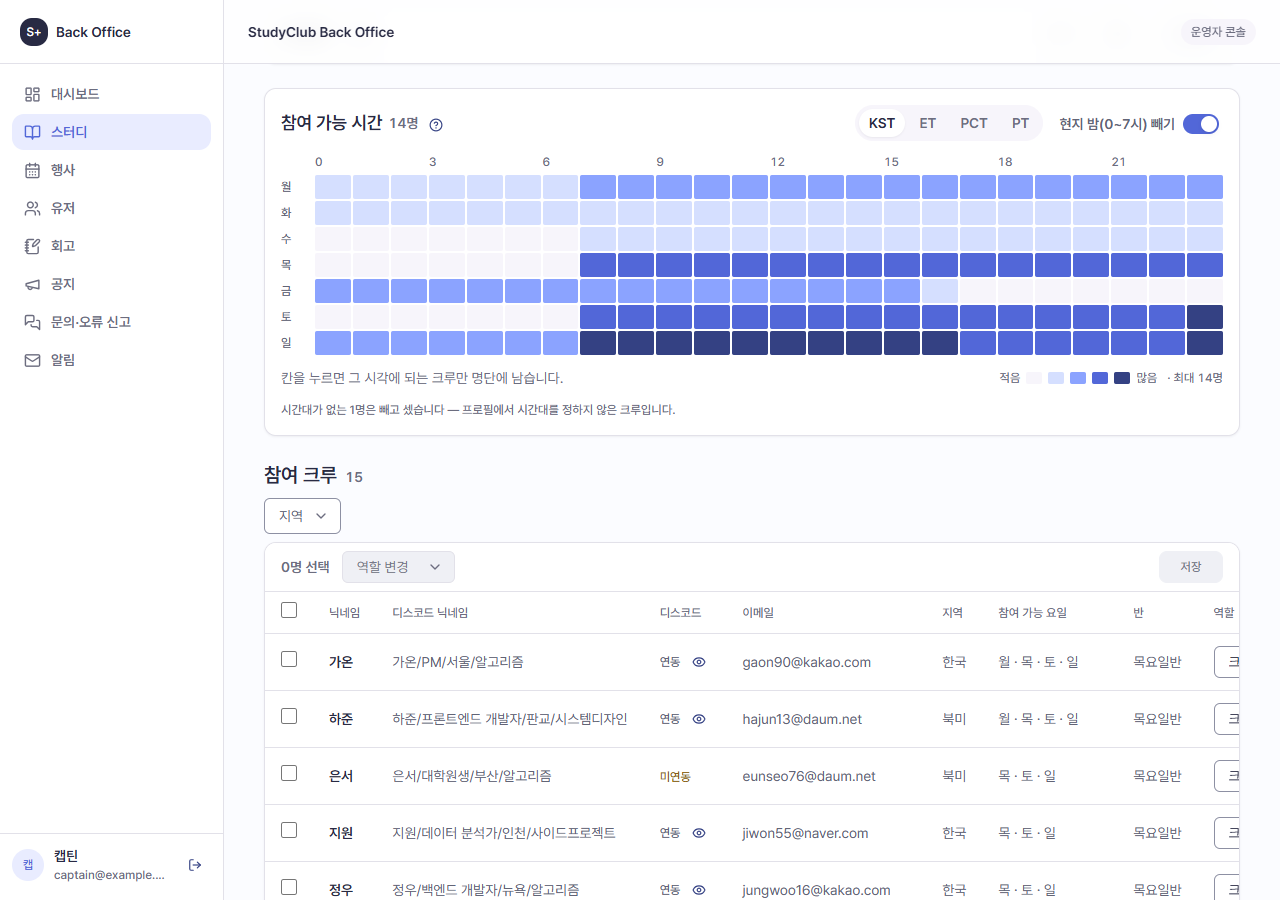 S+ Back Office
StudyClub Back Office
운영자 콘솔
대시보드
스터디
행사
유저
회고
공지
문의·오류 신고
알림
캡
캡틴
captain@example....
참여 가능 시간 14명
KST ET PCT PT
현지 밤(0~7시) 빼기
0 3 6 9 12 15 18 21
월
화
수
목
금
토
일
칸을 누르면 그 시각에 되는 크루만 명단에 남습니다.
적음 많음 · 최대 14명
시간대가 없는 1명은 빼고 셌습니다 — 프로필에서 시간대를 정하지 않은 크루입니다.
참여 크루 15
지역
0명 선택 역할 변경 저장
닉네임 디스코드 닉네임 디스코드 이메일 지역 참여 가능 요일 반 역할
가온 가온/PM/서울/알고리즘 연동 gaon90@kakao.com 한국 월 · 목 · 토 · 일 목요일반
하준 하준/프론트엔드 개발자/판교/시스템디자인 연동 hajun13@daum.net 북미 월 · 목 · 토 · 일 목요일반
은서 은서/대학원생/부산/알고리즘 미연동 eunseo76@daum.net 북미 목 · 토 · 일 목요일반
지원 지원/데이터 분석가/인천/사이드프로젝트 연동 jiwon55@naver.com 한국 목 · 토 · 일 목요일반
정우 정우/백엔드 개발자/뉴욕/알고리즘 연동 jungwoo16@kakao.com 한국 목 · 토 · 일 목요일반